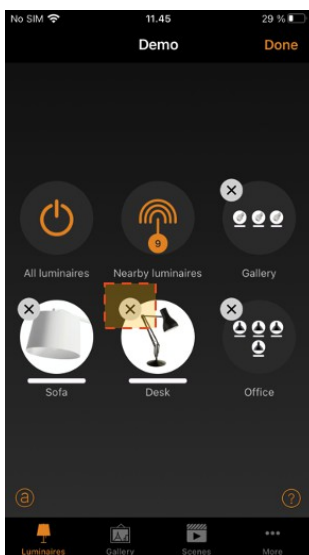 No SIM 11.45 29 %
Demo Done
9
All luminaires Nearby luminaires Gallery
Sofa Desk Office
a ?
Luminaires Gallery Scenes More